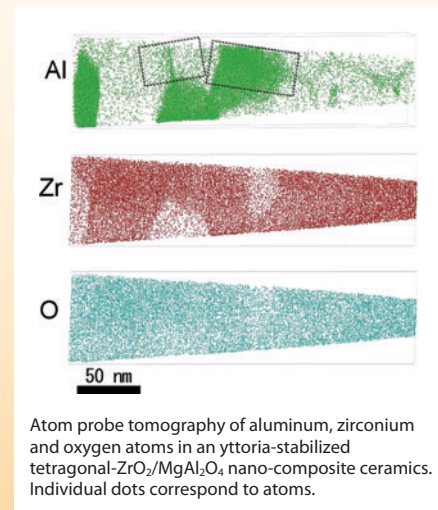 Al
Zr
O
50 nm
Atom probe tomography of aluminum, zirconium
and oxygen atoms in an yttoria-stabilized
tetragonal-ZrO₂/MgAl₂O₄ nano-composite ceramics.
Individual dots correspond to atoms.